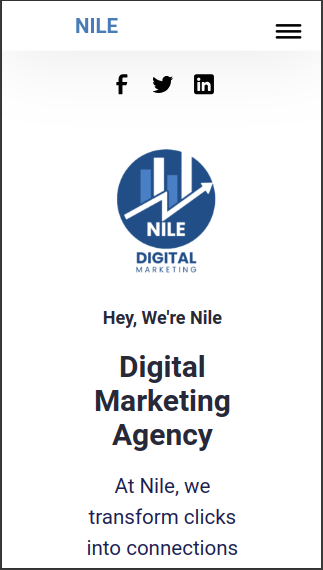 NILE
NILE
DIGITAL
MARKETING
Hey, We're Nile
Digital
Marketing
Agency
At Nile, we
transform clicks
into connections